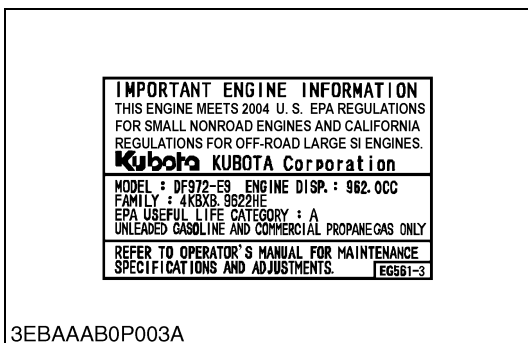 IMPORTANT ENGINE INFORMATION
THIS ENGINE MEETS 2004 U. S. EPA REGULATIONS
FOR SMALL NONROAD ENGINES AND CALIFORNIA
REGULATIONS FOR OFF-ROAD LARGE SI ENGINES.
Kubota KUBOTA Corporation
MODEL : DF972-E9 ENGINE DISP. : 962.0CC
FAMILY : 4KBXB.9622HE
EPA USEFUL LIFE CATEGORY : A
UNLEADED GASOLINE AND COMMERCIAL PROPANEGAS ONLY
REFER TO OPERATOR'S MANUAL FOR MAINTENANCE
SPECIFICATIONS AND ADJUSTMENTS. EG561-3
3EBAAAB0P003A